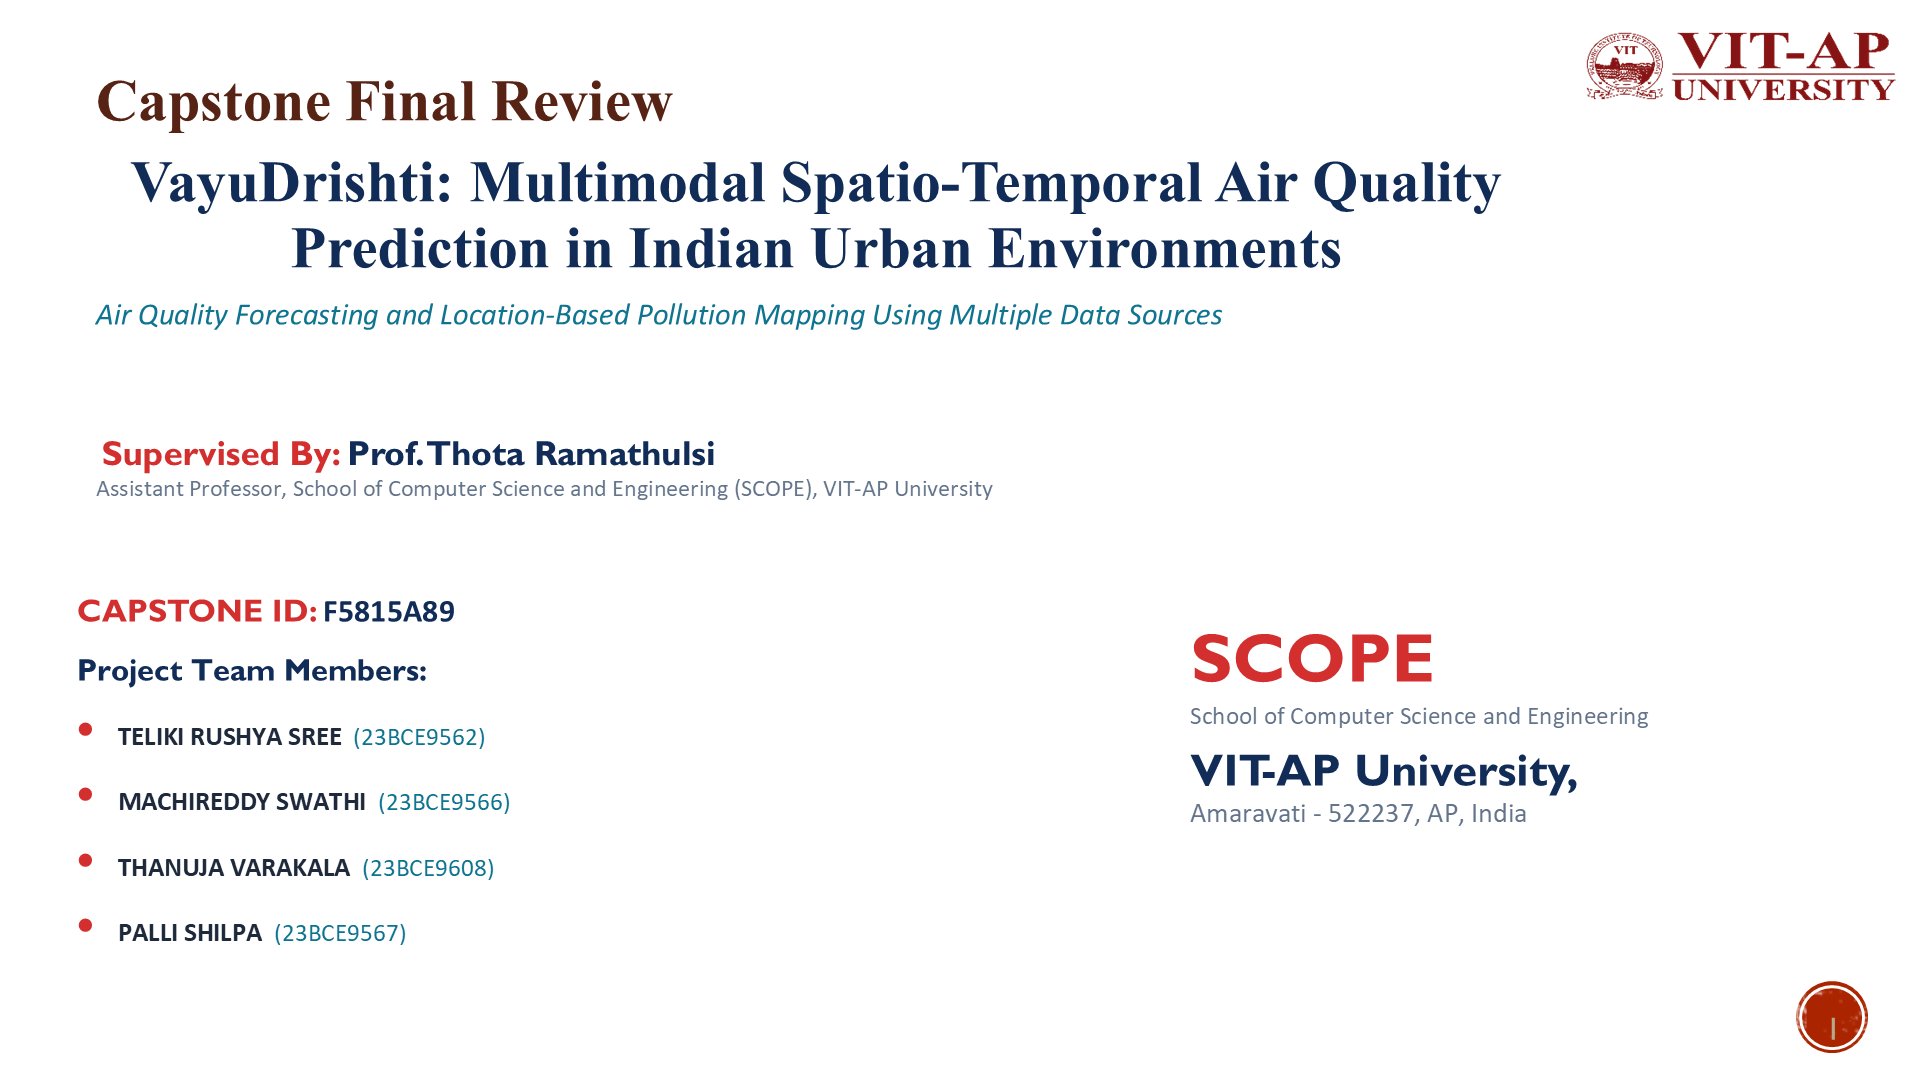 VIT
VIT-AP
UNIVERSITY
Capstone Final Review
VayuDrishti: Multimodal Spatio-Temporal Air Quality
Prediction in Indian Urban Environments
Air Quality Forecasting and Location-Based Pollution Mapping Using Multiple Data Sources
Supervised By: Prof. Thota Ramathulsi
Assistant Professor, School of Computer Science and Engineering (SCOPE), VIT-AP University
CAPSTONE ID: F5815A89
Project Team Members:
• TELIKI RUSHYA SREE (23BCE9562)
• MACHIREDDY SWATHI (23BCE9566)
• THANUJA VARAKALA (23BCE9608)
• PALLI SHILPA (23BCE9567)
SCOPE
School of Computer Science and Engineering
VIT-AP University,
Amaravati - 522237, AP, India
1